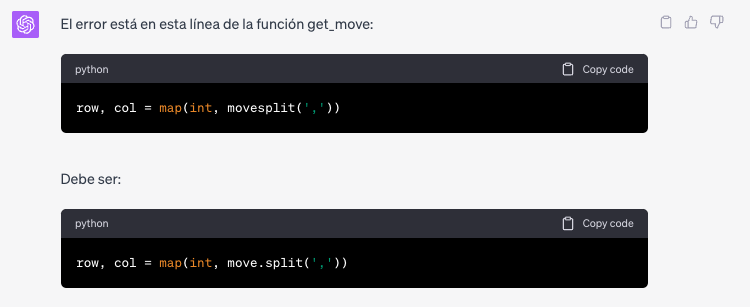 El error está en esta línea de la función get_move:
python Copy code
row, col = map(int, movesplit(','))
Debe ser:
python Copy code
row, col = map(int, move.split(','))